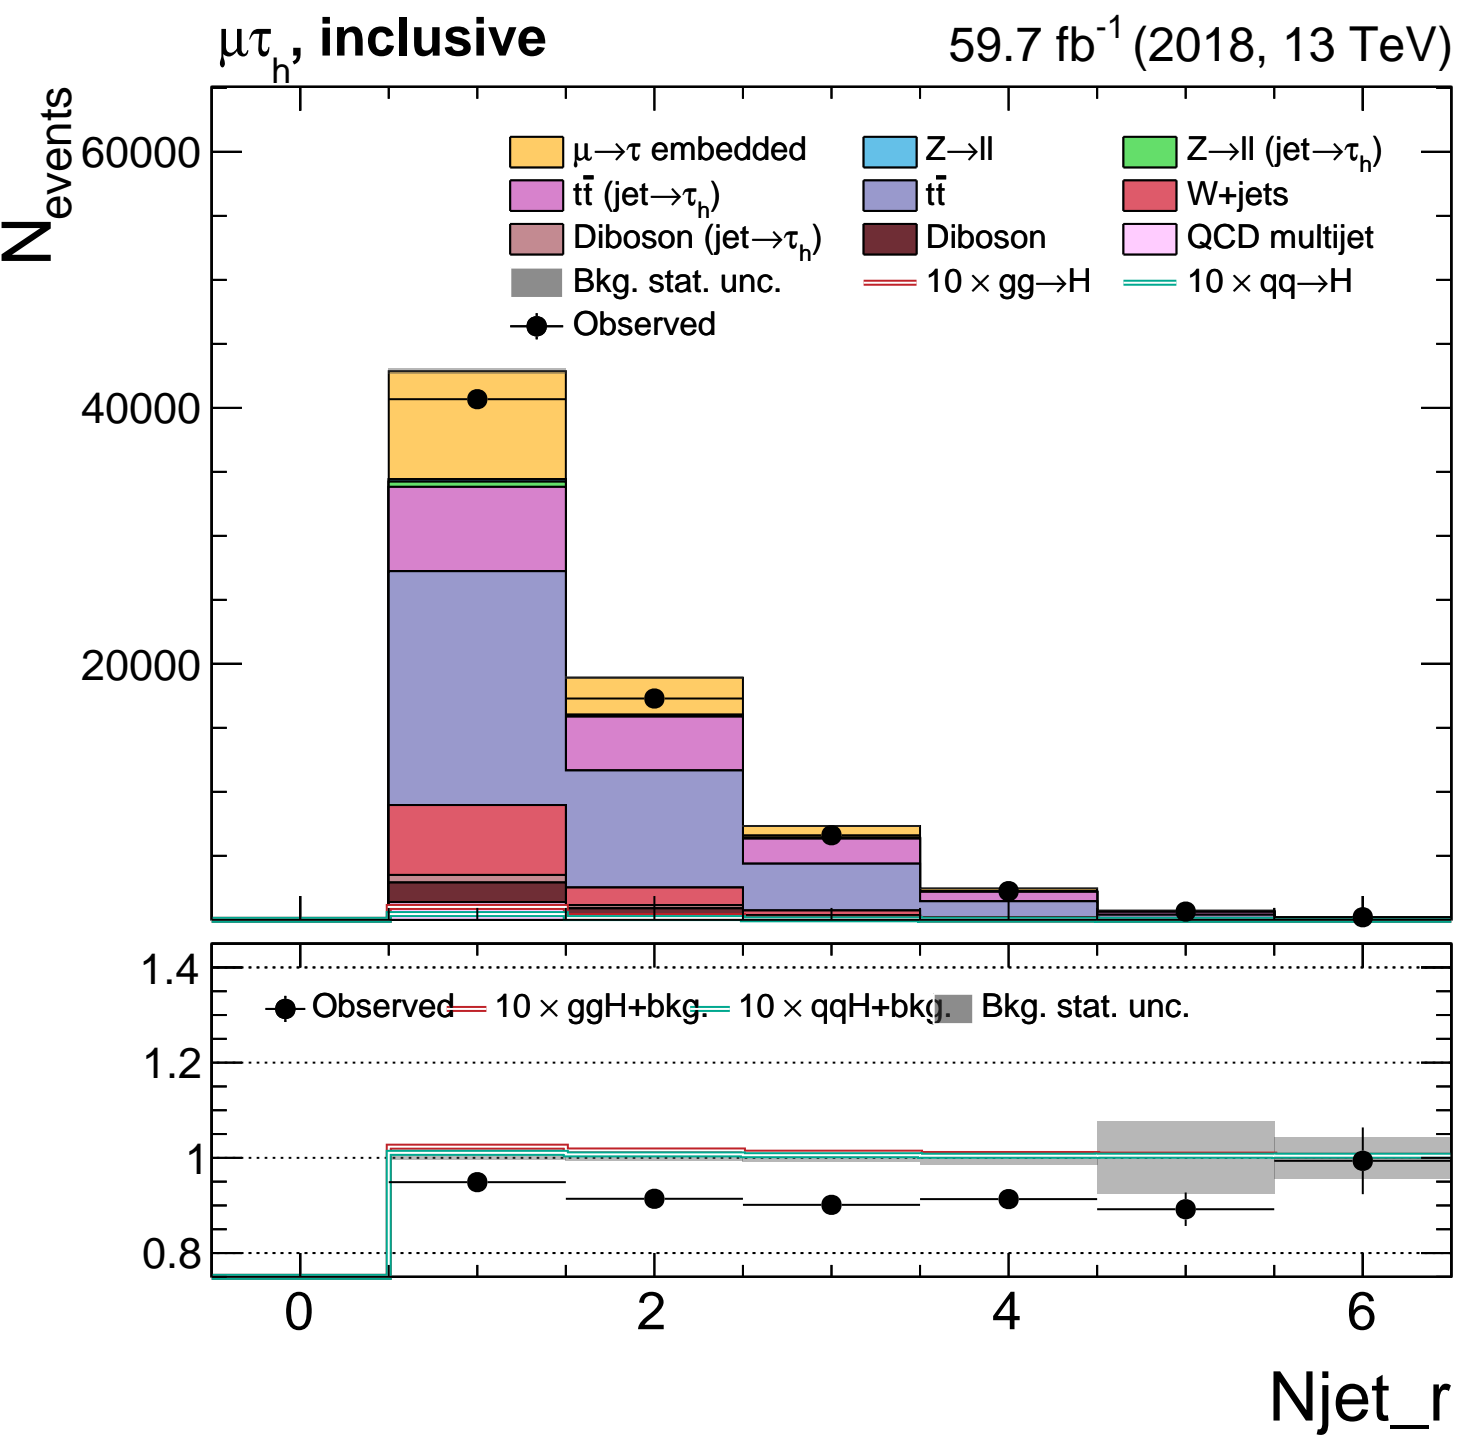 μτh, inclusive 59.7 fb-1 (2018, 13 TeV)
Nevents
60000
40000
20000
μ→τ embedded Z→ll Z→ll (jet→τh)
tt̄ (jet→τh) tt̄ W+jets
Diboson (jet→τh) Diboson QCD multijet
Bkg. stat. unc. 10 × gg→H 10 × qq→H
Observed
1.4
1.2
1
0.8
Observed 10 × ggH+bkg. 10 × qqH+bkg. Bkg. stat. unc.
0 2 4 6
Njet_r